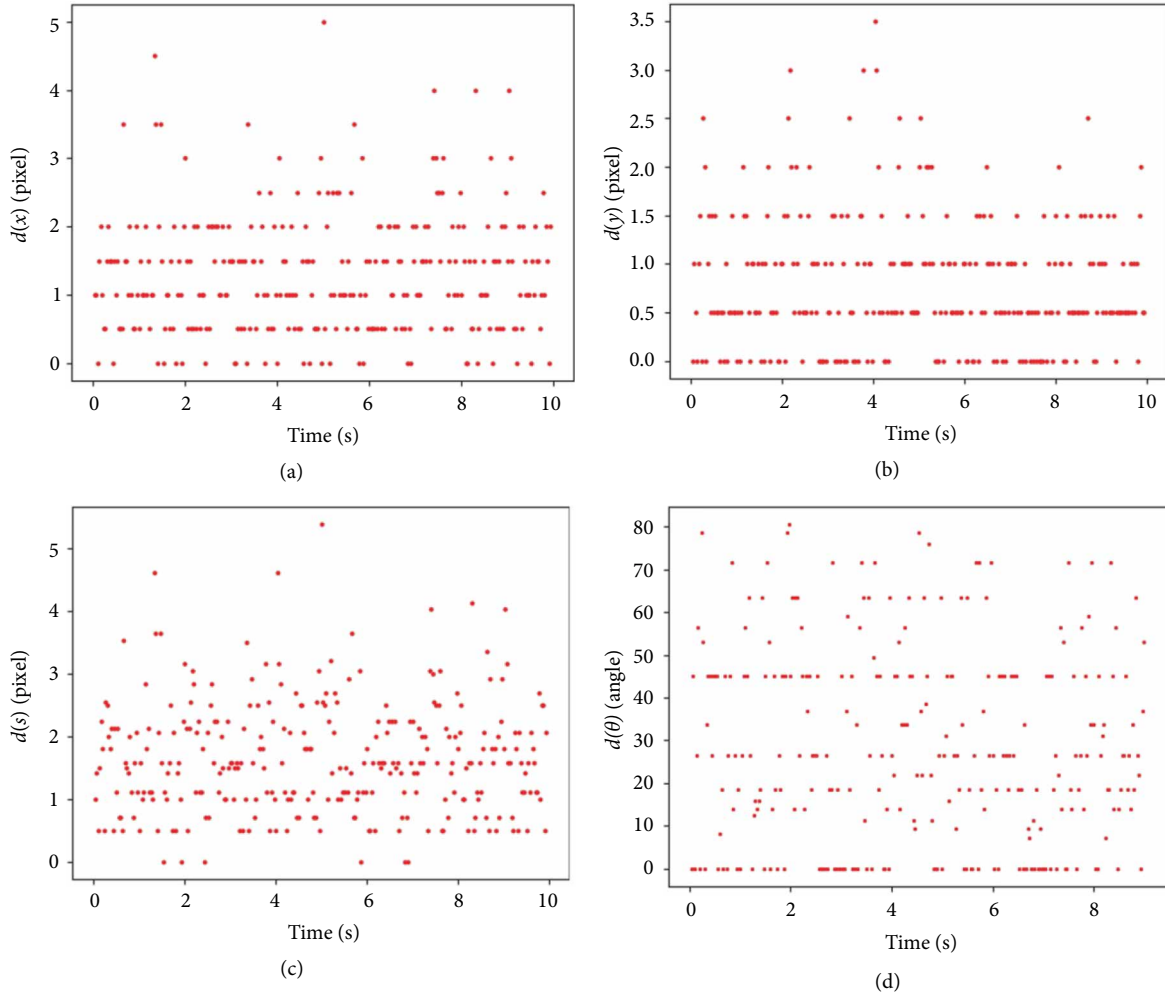 5
4
3
2
1
0
d(x) (pixel)
0 2 4 6 8 10
Time (s)
(a)
3.5
3.0
2.5
2.0
1.5
1.0
0.5
0.0
d(y) (pixel)
0 2 4 6 8 10
Time (s)
(b)
5
4
3
2
1
0
d(s) (pixel)
0 2 4 6 8 10
Time (s)
(c)
80
70
60
50
40
30
20
10
0
d(θ) (angle)
0 2 4 6 8
Time (s)
(d)